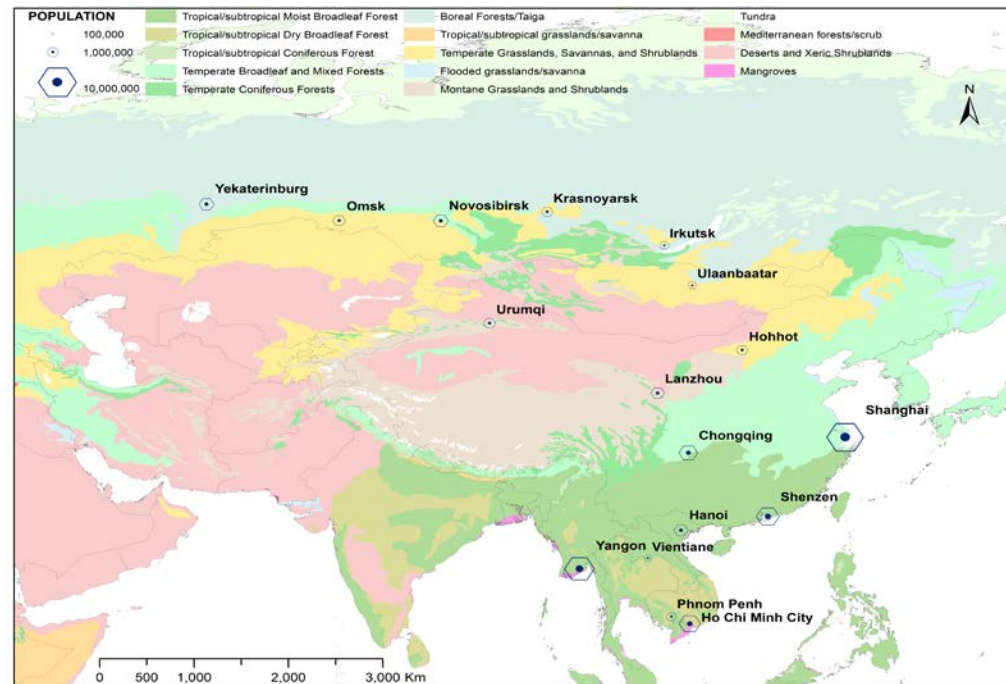 POPULATION
100,000
1,000,000
10,000,000
Tropical/subtropical Moist Broadleaf Forest
Tropical/subtropical Dry Broadleaf Forest
Tropical/subtropical Coniferous Forest
Temperate Broadleaf and Mixed Forests
Temperate Coniferous Forests
Boreal Forests/Taiga
Tropical/subtropical grasslands/savanna
Temperate Grasslands, Savannas, and Shrublands
Flooded grasslands/savanna
Montane Grasslands and Shrublands
Tundra
Mediterranean forests/scrub
Deserts and Xeric Shrublands
Mangroves
N
Yekaterinburg
Omsk
Novosibirsk
Krasnoyarsk
Irkutsk
Ulaanbaatar
Urumqi
Hohhot
Lanzhou
Shanghai
Chongqing
Shenzen
Hanoi
Yangon
Vientiane
Phnom Penh
Ho Chi Minh City
0 500 1,000 2,000 3,000 Km